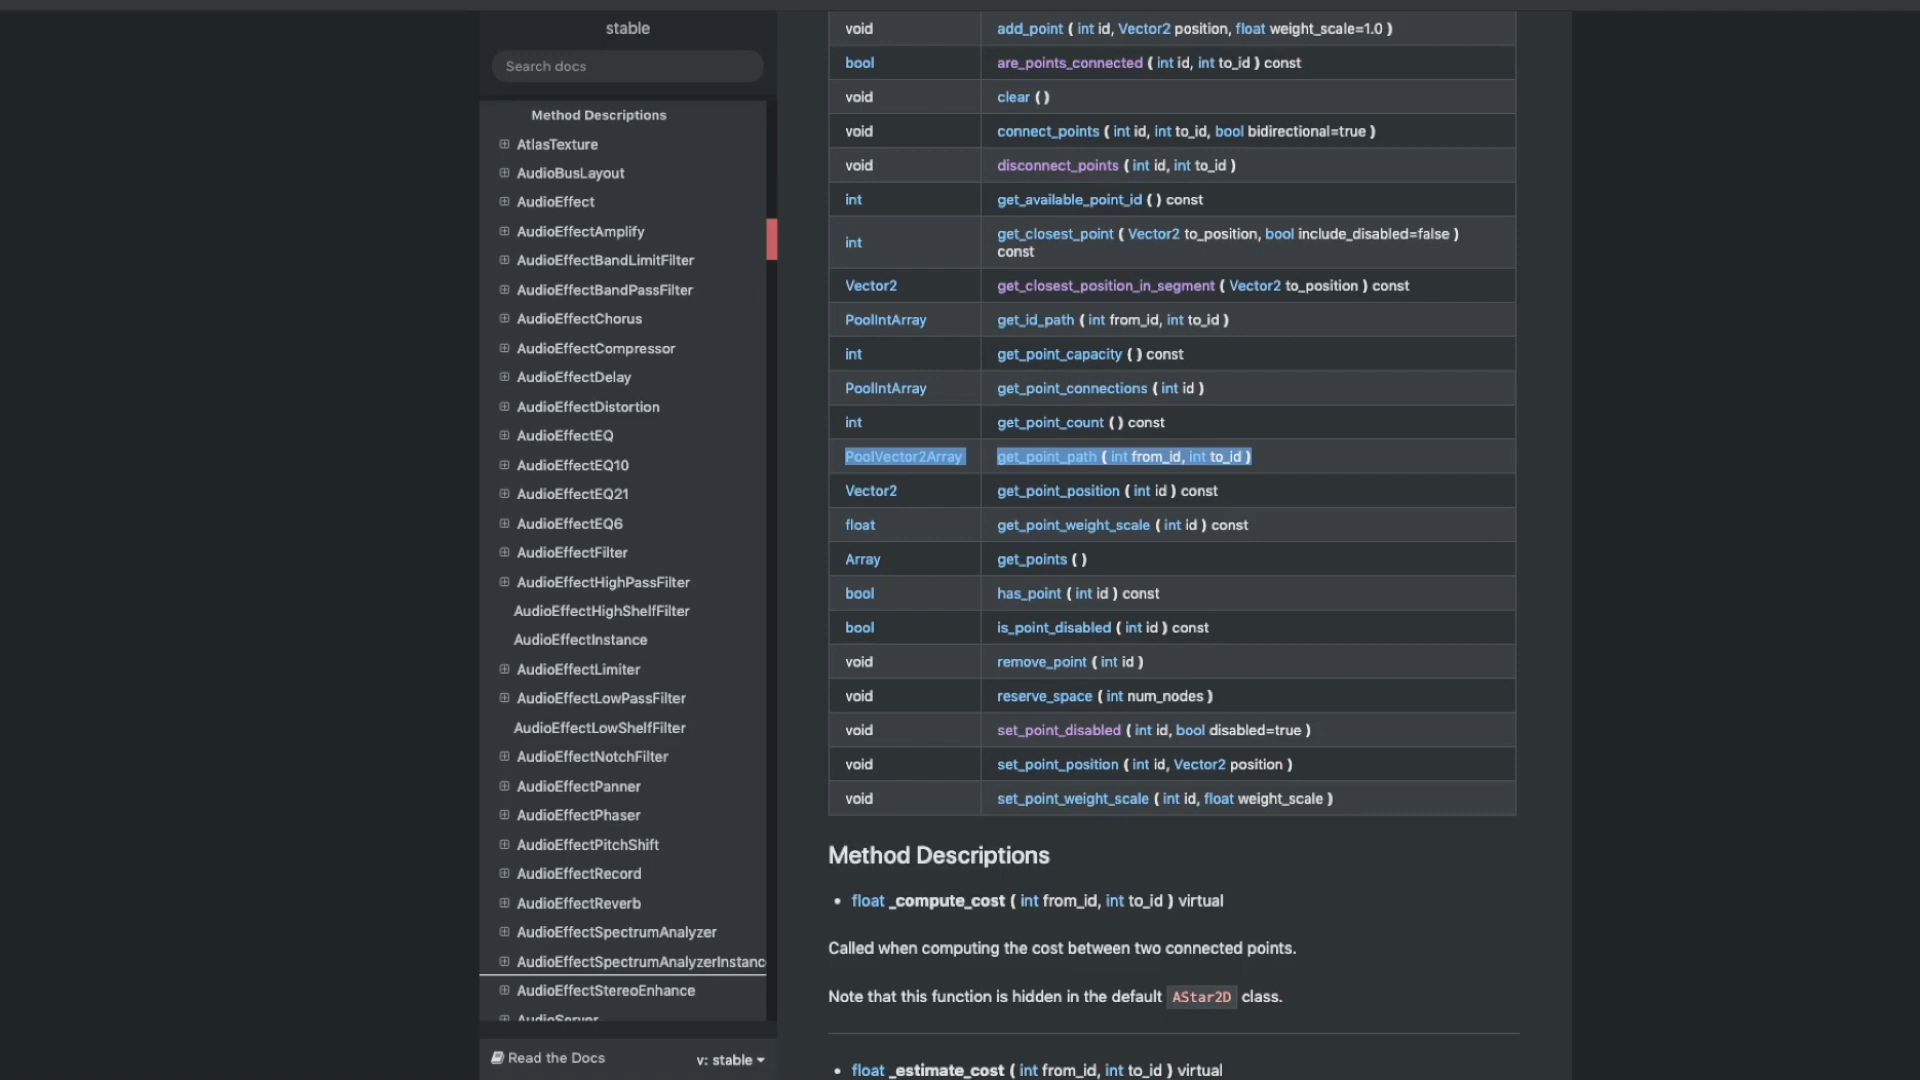 stable
Search docs
Method Descriptions
AtlasTexture
AudioBusLayout
AudioEffect
AudioEffectAmplify
AudioEffectBandLimitFilter
AudioEffectBandPassFilter
AudioEffectChorus
AudioEffectCompressor
AudioEffectDelay
AudioEffectDistortion
AudioEffectEQ
AudioEffectEQ10
AudioEffectEQ21
AudioEffectEQ6
AudioEffectFilter
AudioEffectHighPassFilter
AudioEffectHighShelfFilter
AudioEffectInstance
AudioEffectLimiter
AudioEffectLowPassFilter
AudioEffectLowShelfFilter
AudioEffectNotchFilter
AudioEffectPanner
AudioEffectPhaser
AudioEffectPitchShift
AudioEffectRecord
AudioEffectReverb
AudioEffectSpectrumAnalyzer
AudioEffectSpectrumAnalyzerInstanc
AudioEffectStereoEnhance
AudioServer
Read the Docs v: stable
void add_point ( int id, Vector2 position, float weight_scale=1.0 )
bool are_points_connected ( int id, int to_id ) const
void clear ( )
void connect_points ( int id, int to_id, bool bidirectional=true )
void disconnect_points ( int id, int to_id )
int get_available_point_id ( ) const
int get_closest_point ( Vector2 to_position, bool include_disabled=false )
const
Vector2 get_closest_position_in_segment ( Vector2 to_position ) const
PoolIntArray get_id_path ( int from_id, int to_id )
int get_point_capacity ( ) const
PoolIntArray get_point_connections ( int id )
int get_point_count ( ) const
PoolVector2Array get_point_path ( int from_id, int to_id )
Vector2 get_point_position ( int id ) const
float get_point_weight_scale ( int id ) const
Array get_points ( )
bool has_point ( int id ) const
bool is_point_disabled ( int id ) const
void remove_point ( int id )
void reserve_space ( int num_nodes )
void set_point_disabled ( int id, bool disabled=true )
void set_point_position ( int id, Vector2 position )
void set_point_weight_scale ( int id, float weight_scale )
Method Descriptions
• float _compute_cost ( int from_id, int to_id ) virtual
Called when computing the cost between two connected points.
Note that this function is hidden in the default AStar2D class.
• float _estimate_cost ( int from_id, int to_id ) virtual